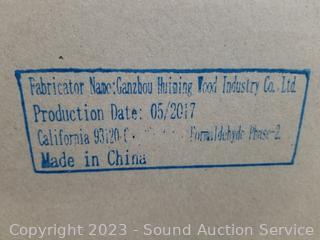 Fabricator Name:Ganzhou Huining Wood Industry Co. Ltd
Production Date: 05/2017
California 93120 Formaldehyde Phase-2
Made in China
Copyright 2023 - Sound Auction Service